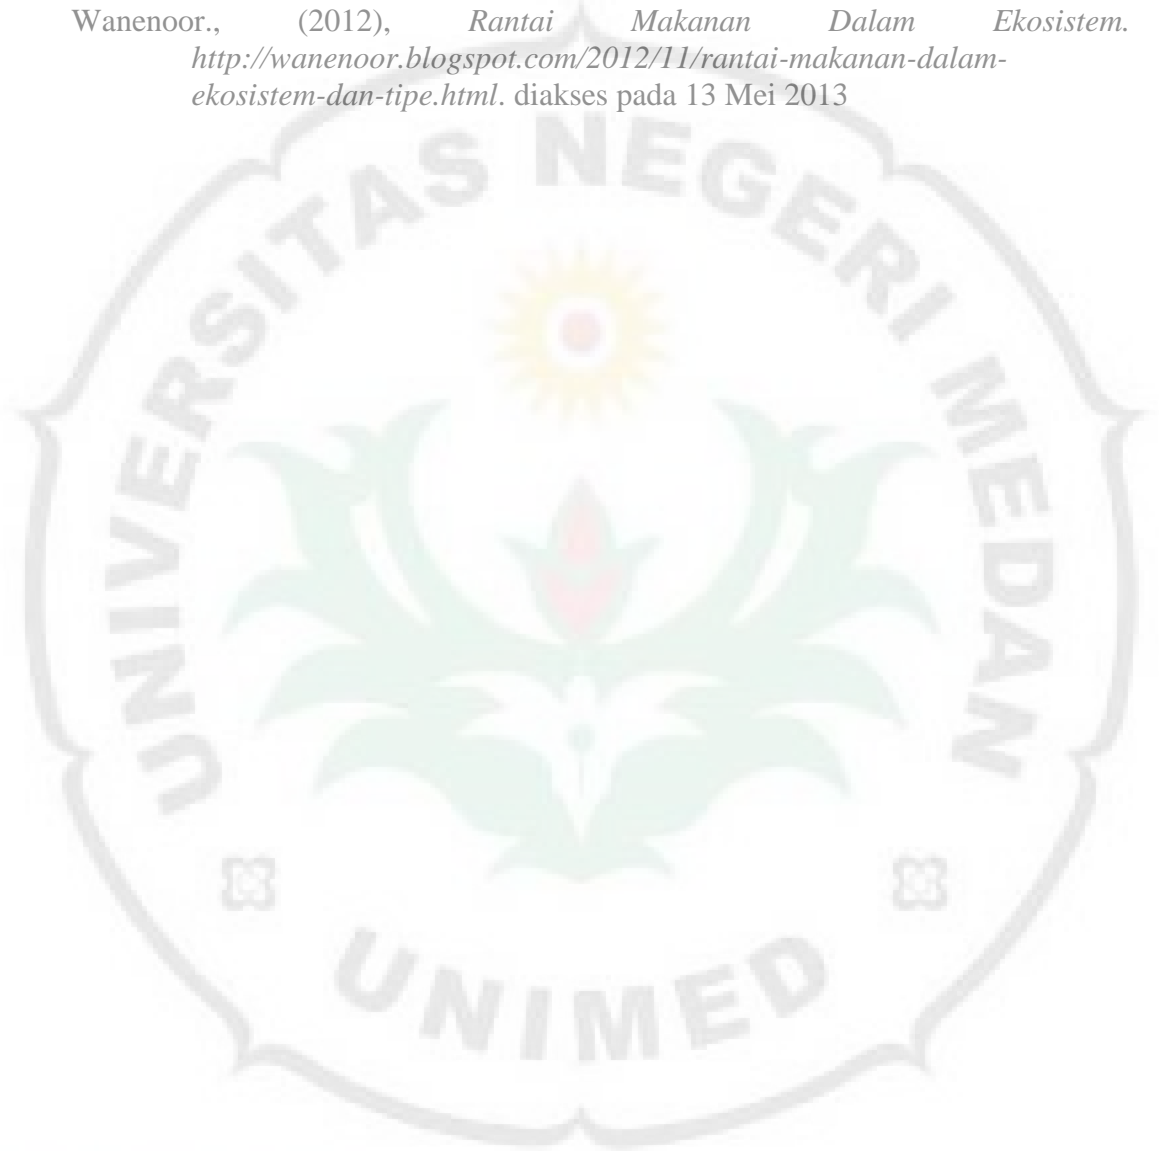 Wanenoor., (2012), Rantai Makanan Dalam Ekosistem.
http://wanenoor.blogspot.com/2012/11/rantai-makanan-dalam-
ekosistem-dan-tipe.html. diakses pada 13 Mei 2013
UNIVERSITAS NEGERI MEDAN
UNIMED